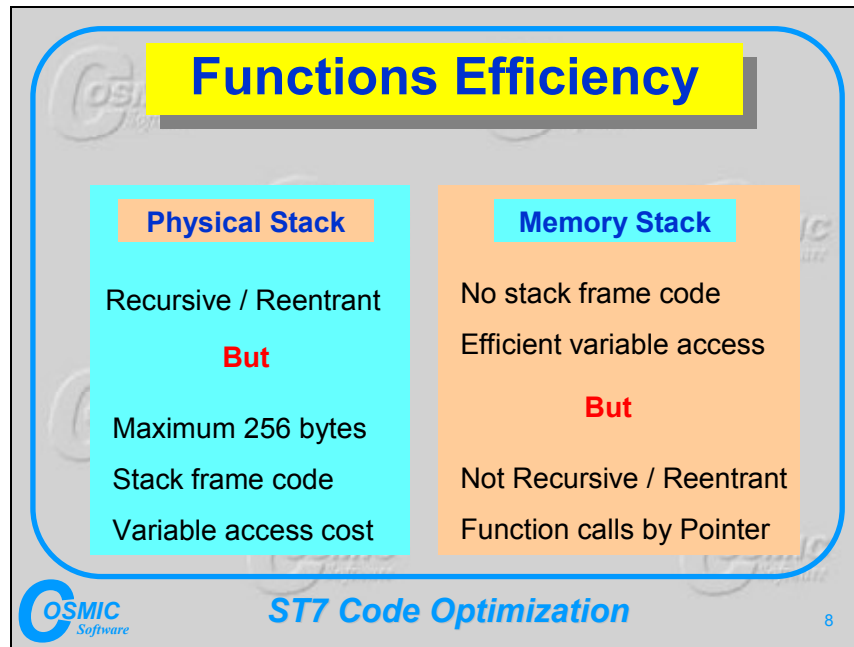 Functions Efficiency
Physical Stack
Recursive / Reentrant
But
Maximum 256 bytes
Stack frame code
Variable access cost
Memory Stack
No stack frame code
Efficient variable access
But
Not Recursive / Reentrant
Function calls by Pointer
COSMIC
Software
ST7 Code Optimization
8